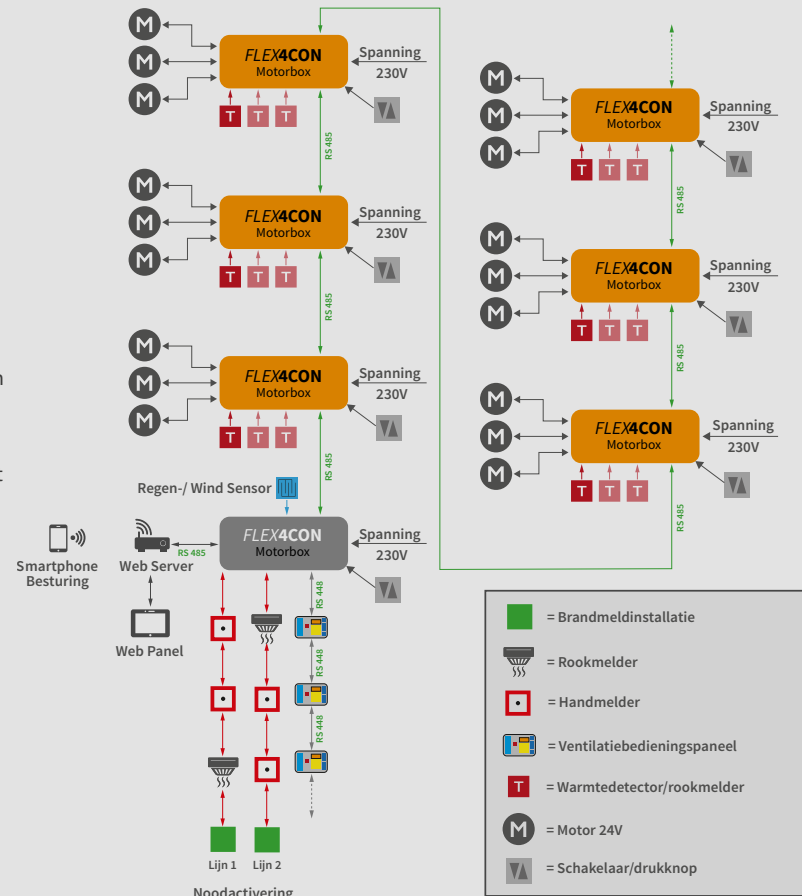 M
M
M
FLEX4CON
Motorbox
Spanning
230V
T T T
RS 485
M
M
M
FLEX4CON
Motorbox
Spanning
230V
T T T
RS 485
M
M
M
FLEX4CON
Motorbox
Spanning
230V
T T T
RS 485
n
t
Regen-/ Wind Sensor
FLEX4CON
Motorbox
Spanning
230V
RS 485
Smartphone
Besturing
Web Server
Web Panel
RS 448
RS 448
RS 448
Lijn 1
Lijn 2
Noodactivering
M
M
M
FLEX4CON
Motorbox
Spanning
230V
T T T
RS 485
M
M
M
FLEX4CON
Motorbox
Spanning
230V
T T T
RS 485
M
M
M
FLEX4CON
Motorbox
Spanning
230V
T T T
RS 485
= Brandmeldinstallatie
= Rookmelder
= Handmelder
= Ventilatiebedieningspaneel
T = Warmtedetector/rookmelder
M = Motor 24V
= Schakelaar/drukknop